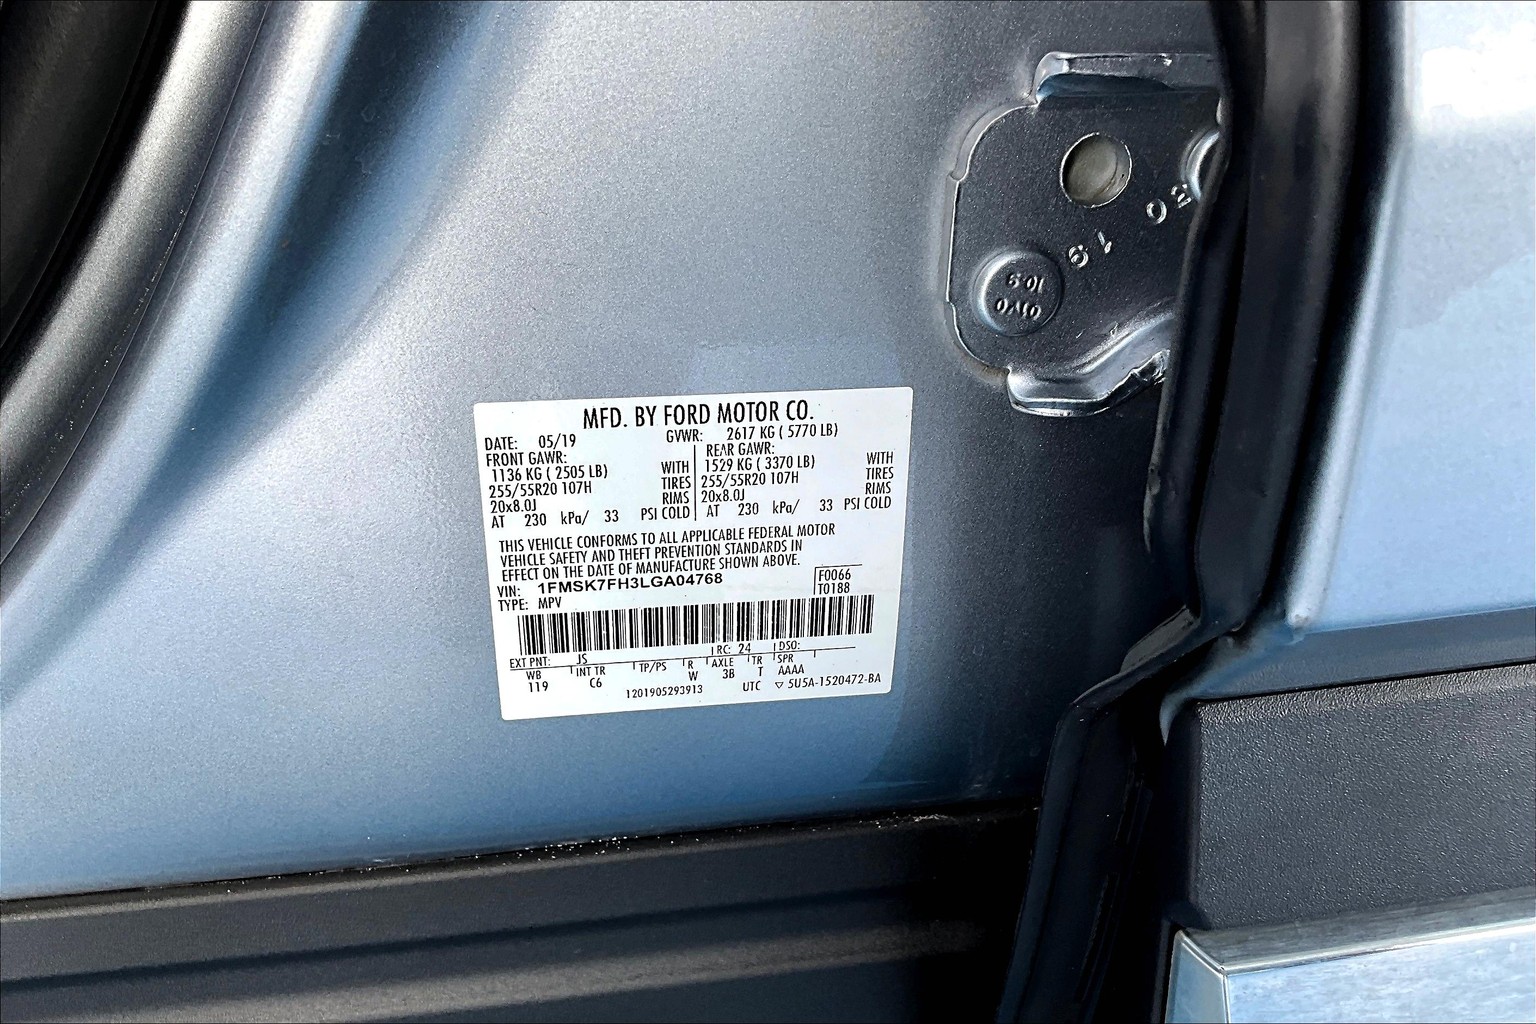 MFD. BY FORD MOTOR CO.
DATE: 05/19 GVWR: 2617 KG ( 5770 LB)
FRONT GAWR: REAR GAWR:
1136 KG ( 2505 LB) WITH 1529 KG ( 3370 LB) WITH
255/55R20 107H TIRES 255/55R20 107H TIRES
20x8.0J RIMS 20x8.0J RIMS
AT 230 kPa/ 33 PSI COLD AT 230 kPa/ 33 PSI COLD
THIS VEHICLE CONFORMS TO ALL APPLICABLE FEDERAL MOTOR
VEHICLE SAFETY AND THEFT PREVENTION STANDARDS IN
EFFECT ON THE DATE OF MANUFACTURE SHOWN ABOVE.
VIN: 1FMSK7FH3LGA04768 F0066
TYPE: MPV T0188
EXT PNT: JS RC: 24 DSO:
WB INT TR TP/PS R AXLE TR SPR
119 C6 W 3B T AAAA
1201905293913 UTC ▽ 5U5A-1520472-BA